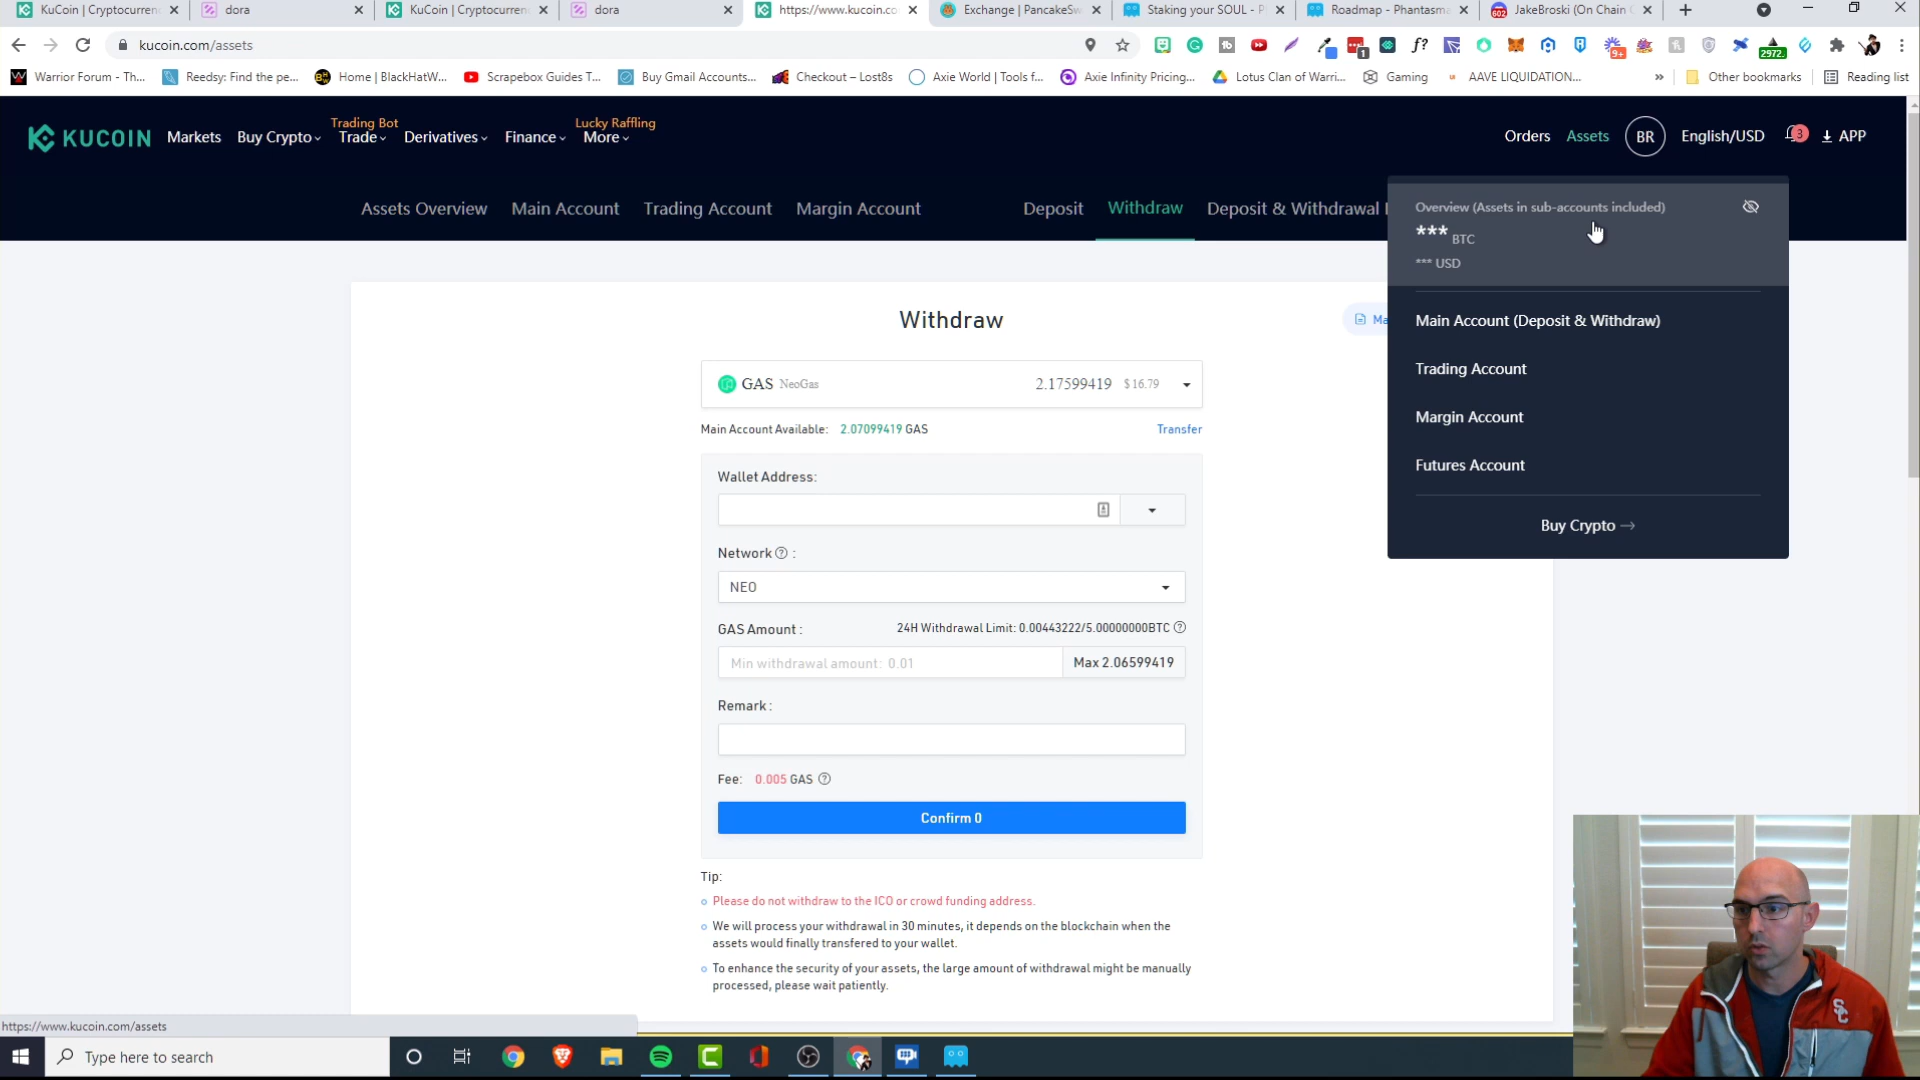 KuCoin | Cryptocurren
dora
KuCoin | Cryptocurren
dora
https://www.kucoin.co
Exchange | PancakeSw
Staking your SOUL - P
Roadmap - Phantasma
JakeBroski (On Chain
kucoin.com/assets
Warrior Forum - Th...
Reedsy: Find the pe...
Home | BlackHatW...
Scrapebox Guides T...
Buy Gmail Accounts...
Checkout – Lost8s
Axie World | Tools f...
Axie Infinity Pricing...
Lotus Clan of Warri...
Gaming
AAVE LIQUIDATION...
Other bookmarks
Reading list
KUCOIN
Markets
Buy Crypto
Trading Bot
Trade
Derivatives
Finance
Lucky Raffling
More
Orders
Assets
BR
English/USD
3
APP
Assets Overview
Main Account
Trading Account
Margin Account
Deposit
Withdraw
Deposit & Withdrawal
Overview (Assets in sub-accounts included)
*** BTC
*** USD
Main Account (Deposit & Withdraw)
Trading Account
Margin Account
Futures Account
Buy Crypto →
Withdraw
Ma
GAS NeoGas 2.17599419 $ 16.79
Main Account Available: 2.07099419 GAS Transfer
Wallet Address:
Network ? :
NEO
GAS Amount : 24H Withdrawal Limit: 0.00443222/5.00000000BTC ?
Min withdrawal amount: 0.01 Max 2.06599419
Remark :
Fee: 0.005 GAS ?
Confirm 0
Tip:
Please do not withdraw to the ICO or crowd funding address.
We will process your withdrawal in 30 minutes, it depends on the blockchain when the
assets would finally transfered to your wallet.
To enhance the security of your assets, the large amount of withdrawal might be manually
processed, please wait patiently.
https://www.kucoin.com/assets
Type here to search